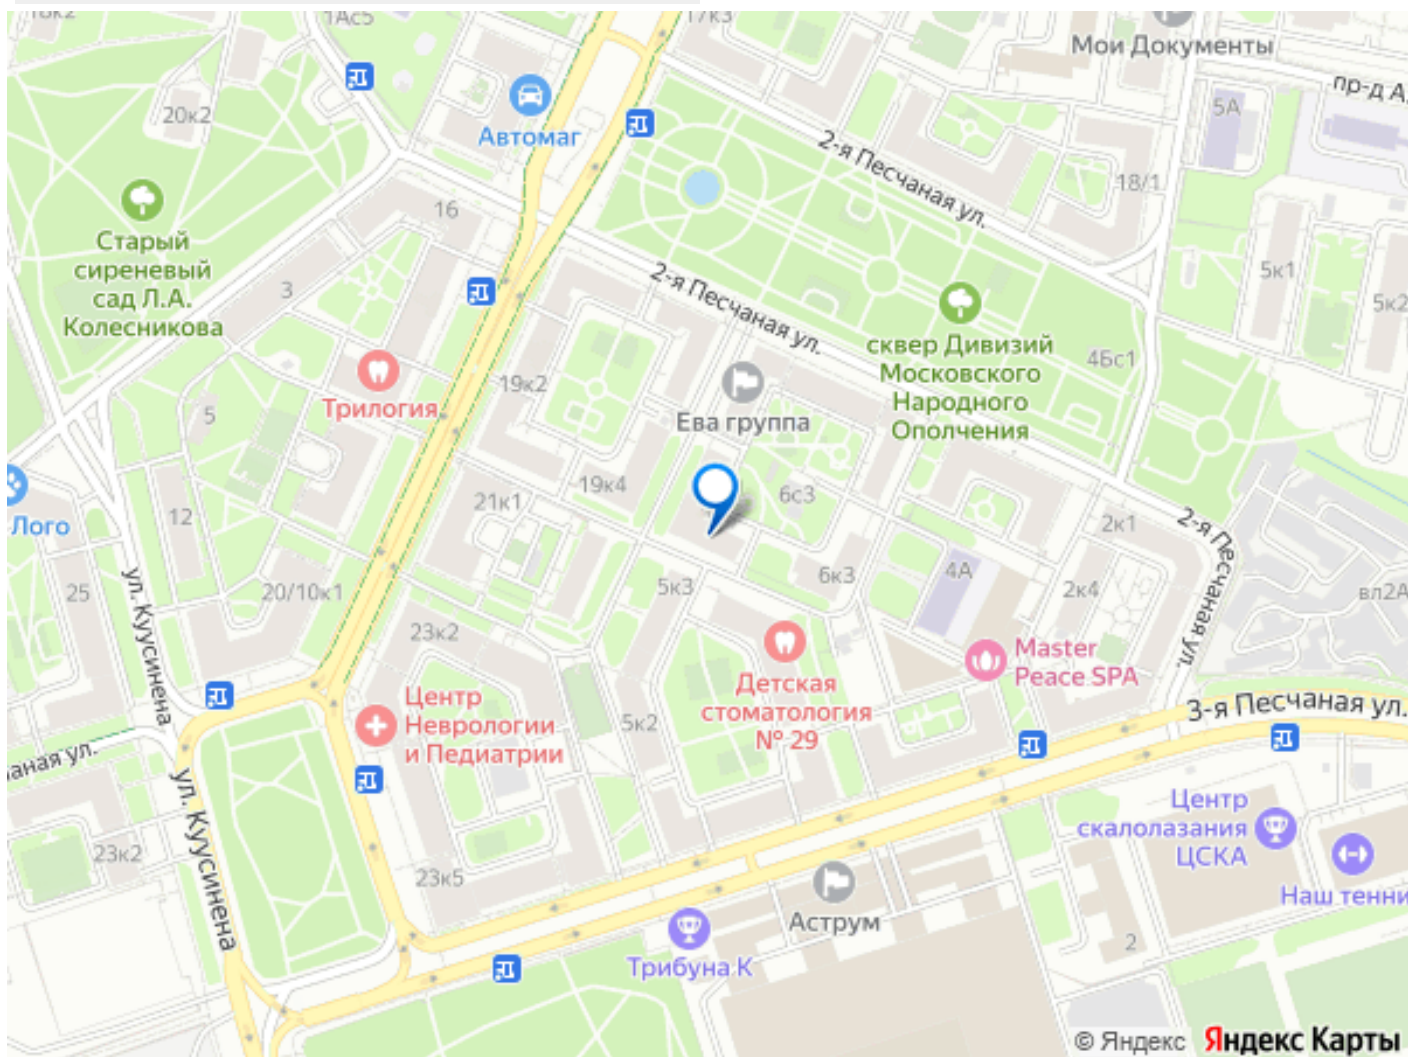 18к2
1Ас5
17к3
Мои Документы
пр-д А.
20к2
Автомаг
5А
2-я Песчаная ул.
18/1
16
Старый
сиреневый
сад Л.А.
Колесникова
3
2-я Песчаная ул.
5к1
5к2
сквер Дивизий
Московского
Народного
Ополчения
4Бс1
19к2
Трилогия
5
Ева группа
Лого
12
21к1
19к4
6с3
2к1
2-я Песчаная ул.
25
ул. Куусинена
20/10к1
5к3
6к3
4А
2к4
вл2А
23к2
Master
Peace SPA
Центр
Неврологии
и Педиатрии
5к2
Детская
стоматология
№ 29
3-я Песчаная ул.
чаная ул.
ул. Куусинена
Центр
скалолазания
ЦСКА
23к2
23к5
Аструм
Наш тенни
2
Трибуна К
© Яндекс Яндекс Карты